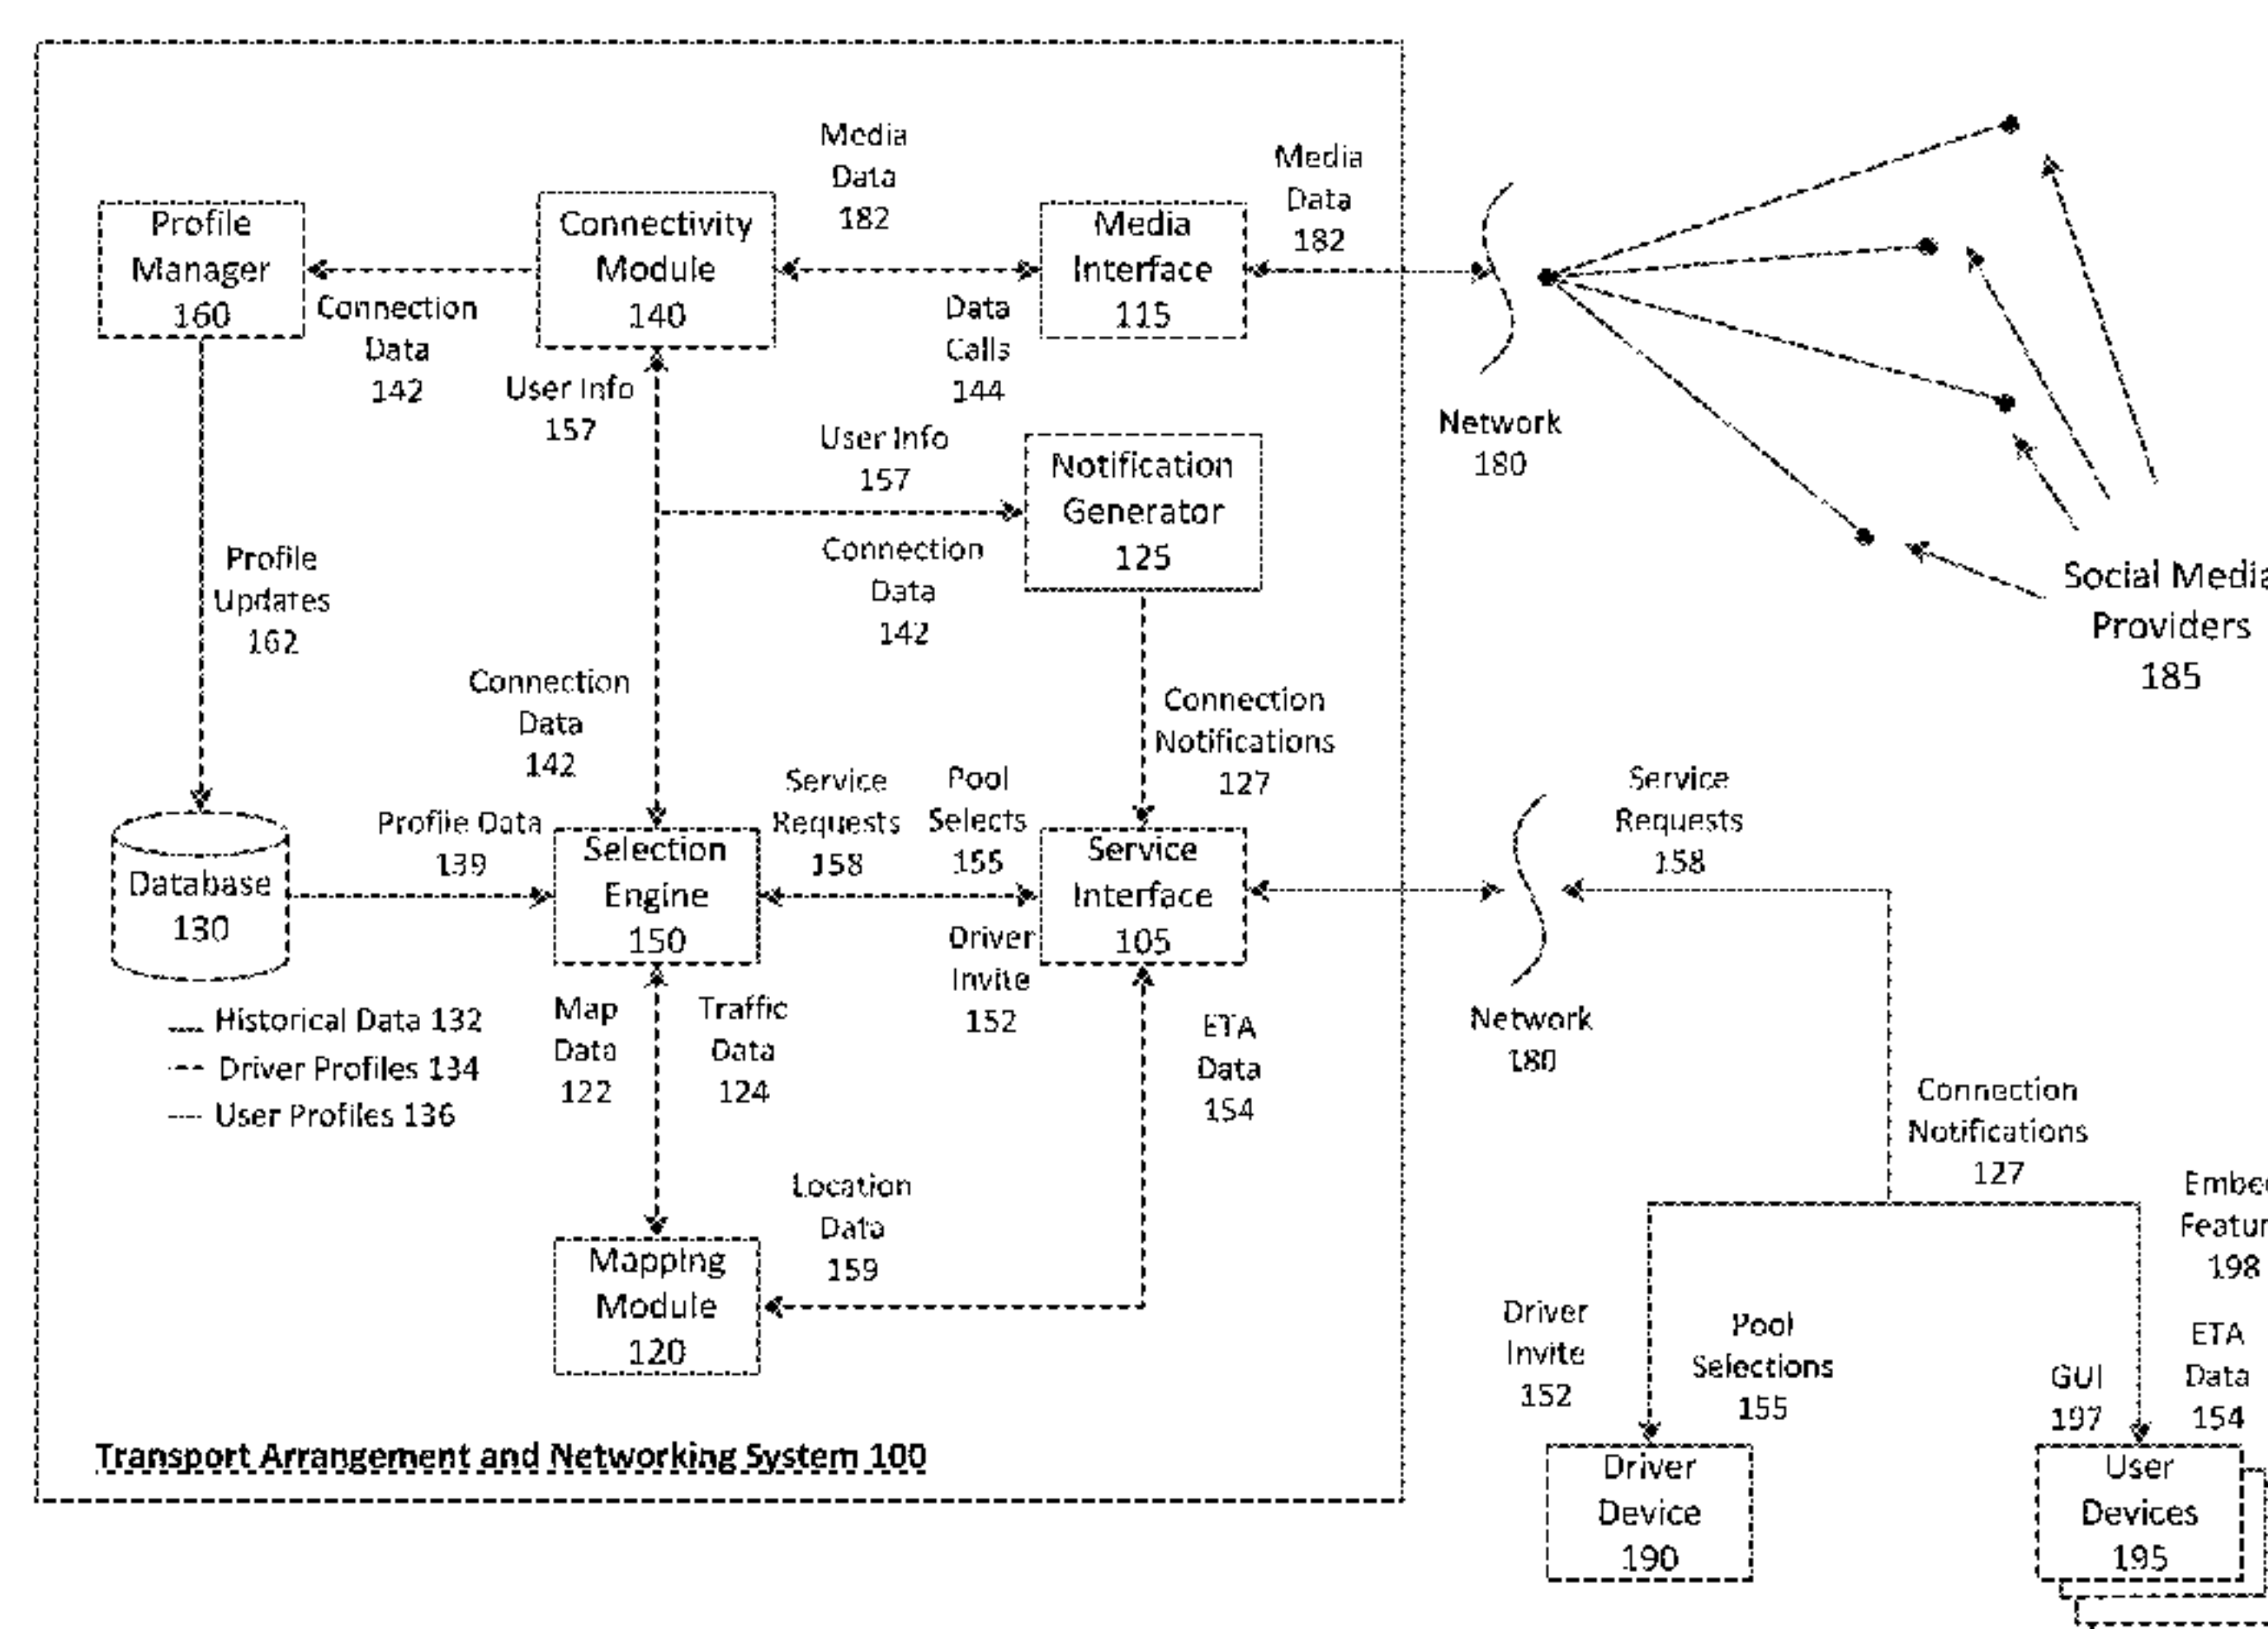 Media
Data
182
Media
Data
182
Profile
Manager
160
Connectivity
Module
140
Media
Interface
115
Connection
Data
142
Data
Calls
144
User Info
157
Network
180
User Info
157
Notification
Generator
125
Connection
Data
142
Profile
Updates
162
Social Media
Providers
185
Connection
Data
142
Connection
Notifications
127
Service
Requests
158
Pool
Selects
155
Service
Requests
158
Profile Data
139
Database
130
Selection
Engine
150
Service
Interface
105
Driver
Invite
152
Historical Data 132
Driver Profiles 134
User Profiles 136
Map
Data
122
Traffic
Data
124
ETA
Data
154
Network
180
Connection
Notifications
127
Location
Data
159
198
Mapping
Module
120
Driver
Invite
152
Pool
Selections
155
GUI
197
ETA
Data
154
Transport Arrangement and Networking System 100
Driver
Device
190
User
Devices
195